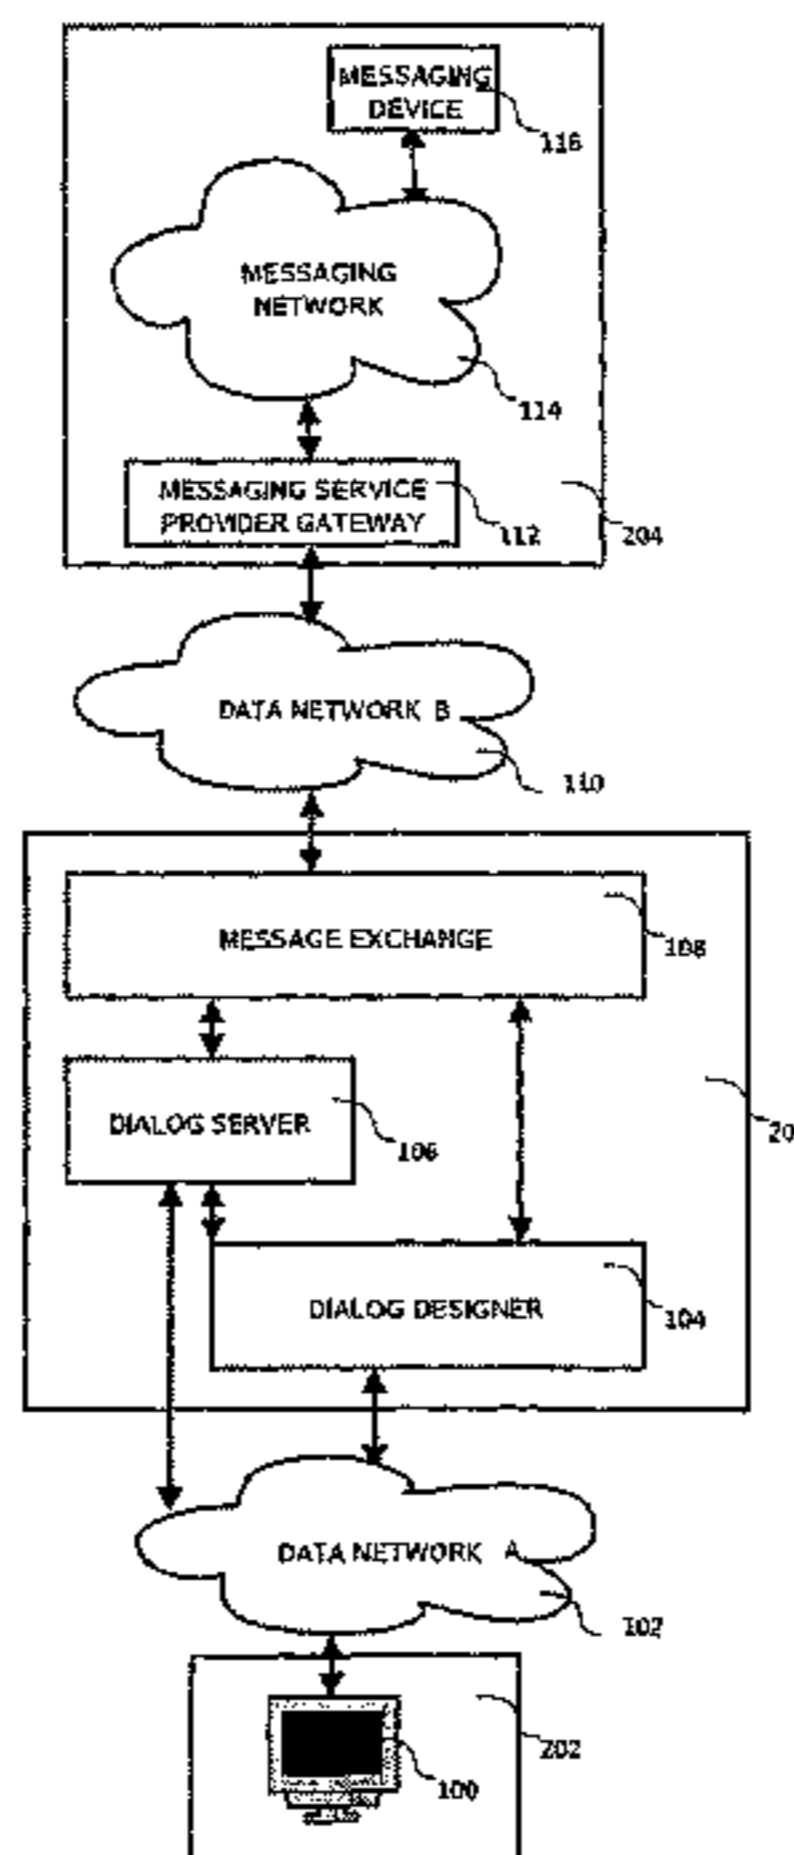 MESSAGING
DEVICE
116
MESSAGING
NETWORK
114
MESSAGING SERVICE
PROVIDER GATEWAY
112
204
DATA NETWORK B
110
MESSAGE EXCHANGE
108
20
DIALOG SERVER
106
DIALOG DESIGNER
104
DATA NETWORK A
102
202
100